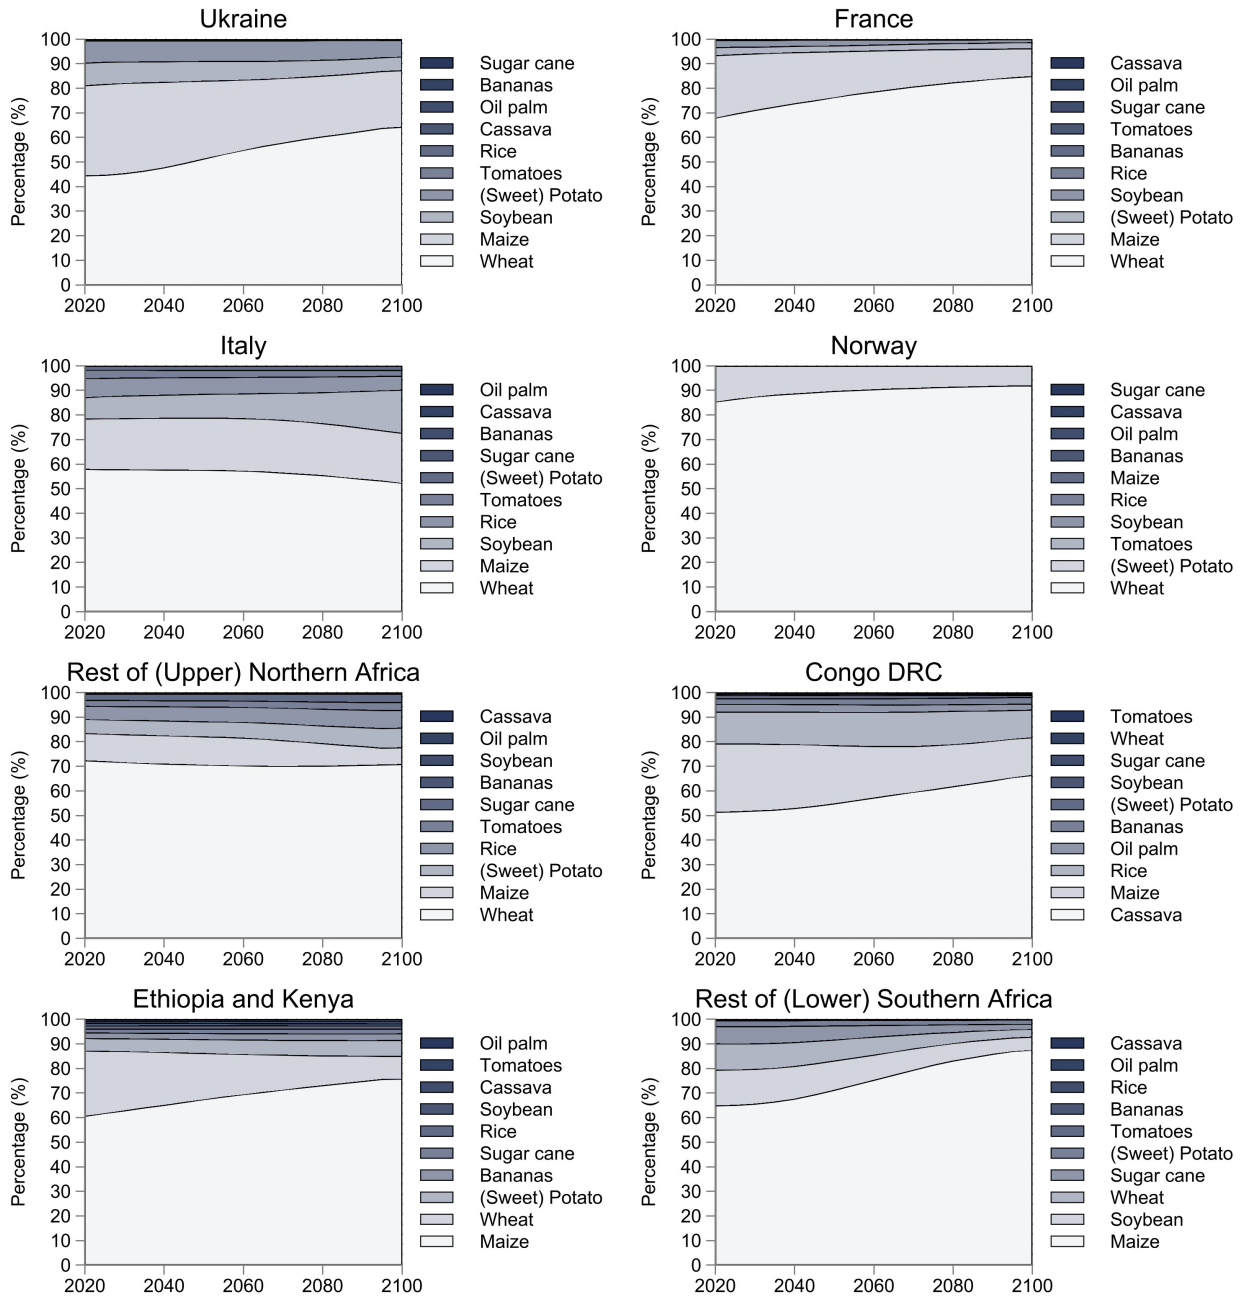 Ukraine
Percentage (%)
100
90
80
70
60
50
40
30
20
10
0
2020 2040 2060 2080 2100
Sugar cane
Bananas
Oil palm
Cassava
Rice
Tomatoes
(Sweet) Potato
Soybean
Maize
Wheat
France
Percentage (%)
100
90
80
70
60
50
40
30
20
10
0
2020 2040 2060 2080 2100
Cassava
Oil palm
Sugar cane
Tomatoes
Bananas
Rice
Soybean
(Sweet) Potato
Maize
Wheat
Italy
Percentage (%)
100
90
80
70
60
50
40
30
20
10
0
2020 2040 2060 2080 2100
Oil palm
Cassava
Bananas
Sugar cane
(Sweet) Potato
Tomatoes
Rice
Soybean
Maize
Wheat
Norway
Percentage (%)
100
90
80
70
60
50
40
30
20
10
0
2020 2040 2060 2080 2100
Sugar cane
Cassava
Oil palm
Bananas
Maize
Rice
Soybean
Tomatoes
(Sweet) Potato
Wheat
Rest of (Upper) Northern Africa
Percentage (%)
100
90
80
70
60
50
40
30
20
10
0
2020 2040 2060 2080 2100
Cassava
Oil palm
Soybean
Bananas
Sugar cane
Tomatoes
Rice
(Sweet) Potato
Maize
Wheat
Congo DRC
Percentage (%)
100
90
80
70
60
50
40
30
20
10
0
2020 2040 2060 2080 2100
Tomatoes
Wheat
Sugar cane
Soybean
(Sweet) Potato
Bananas
Oil palm
Rice
Maize
Cassava
Ethiopia and Kenya
Percentage (%)
100
90
80
70
60
50
40
30
20
10
0
2020 2040 2060 2080 2100
Oil palm
Tomatoes
Cassava
Soybean
Rice
Sugar cane
Bananas
(Sweet) Potato
Wheat
Maize
Rest of (Lower) Southern Africa
Percentage (%)
100
90
80
70
60
50
40
30
20
10
0
2020 2040 2060 2080 2100
Cassava
Oil palm
Rice
Bananas
Tomatoes
(Sweet) Potato
Sugar cane
Wheat
Soybean
Maize